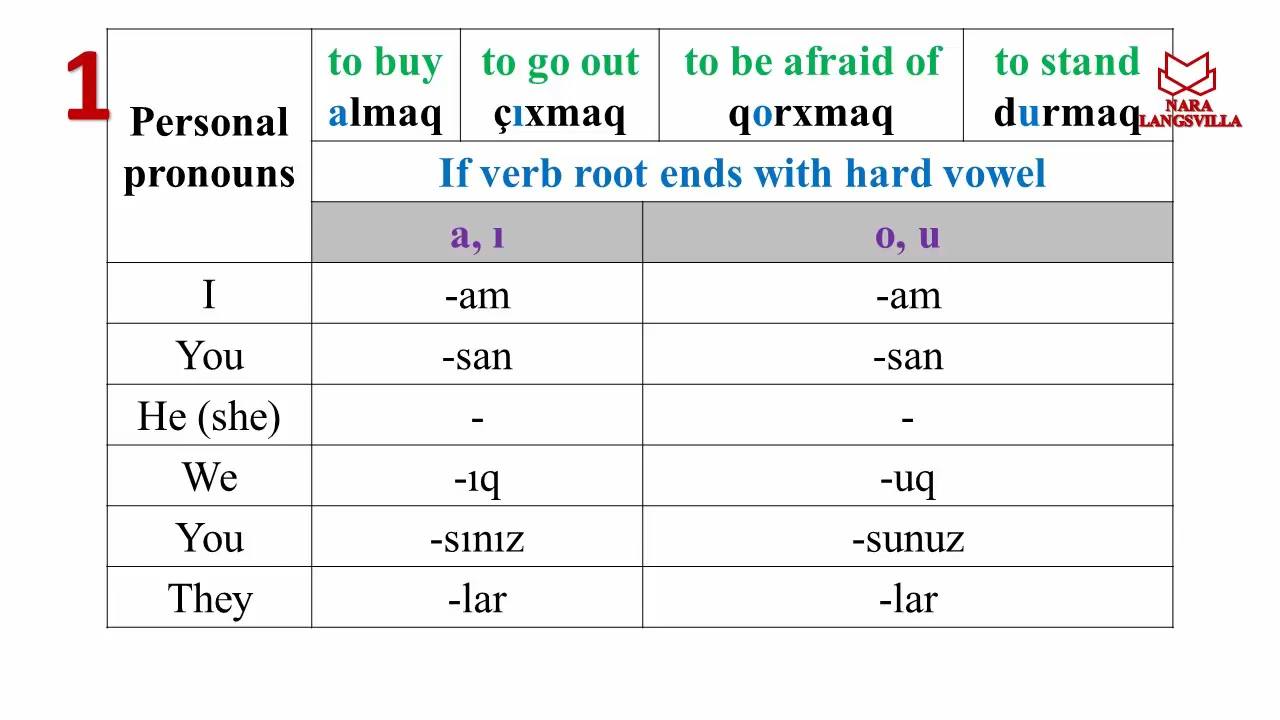 1
Personal pronouns
to buy
almaq
to go out
çıxmaq
to be afraid of
qorxmaq
to stand
durmaq
NARA
LANGSVILLA
If verb root ends with hard vowel
a, ı
o, u
I
-am
-am
You
-san
-san
He (she)
-
-
We
-ıq
-uq
You
-sınız
-sunuz
They
-lar
-lar